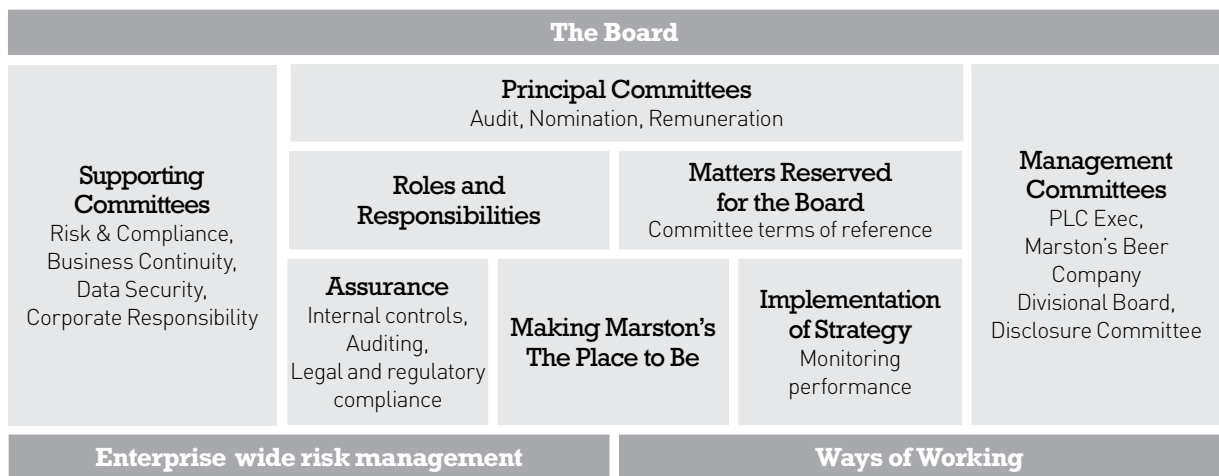 The Board
Supporting
Committees
Risk & Compliance,
Business Continuity,
Data Security,
Corporate Responsibility
Principal Committees
Audit, Nomination, Remuneration
Roles and
Responsibilities
Matters Reserved
for the Board
Committee terms of reference
Assurance
Internal controls,
Auditing,
Legal and regulatory
compliance
Making Marston's
The Place to Be
Implementation
of Strategy
Monitoring
performance
Management
Committees
PLC Exec,
Marston's Beer
Company
Divisional Board,
Disclosure Committee
Enterprise wide risk management
Ways of Working